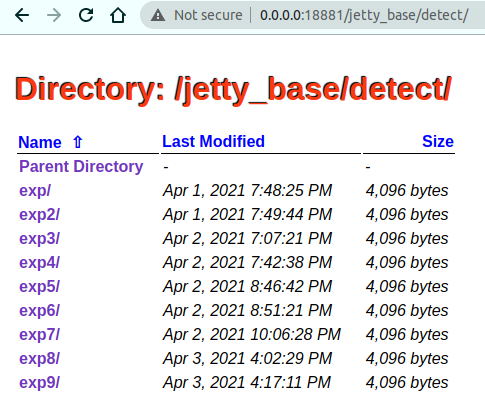 Not secure | 0.0.0.0:18881/jetty_base/detect/
Directory: /jetty_base/detect/
Name ⇧ Last Modified Size
Parent Directory - -
exp/ Apr 1, 2021 7:48:25 PM 4,096 bytes
exp2/ Apr 1, 2021 7:49:44 PM 4,096 bytes
exp3/ Apr 2, 2021 7:07:21 PM 4,096 bytes
exp4/ Apr 2, 2021 7:42:38 PM 4,096 bytes
exp5/ Apr 2, 2021 8:46:42 PM 4,096 bytes
exp6/ Apr 2, 2021 8:51:21 PM 4,096 bytes
exp7/ Apr 2, 2021 10:06:28 PM 4,096 bytes
exp8/ Apr 3, 2021 4:02:29 PM 4,096 bytes
exp9/ Apr 3, 2021 4:17:11 PM 4,096 bytes